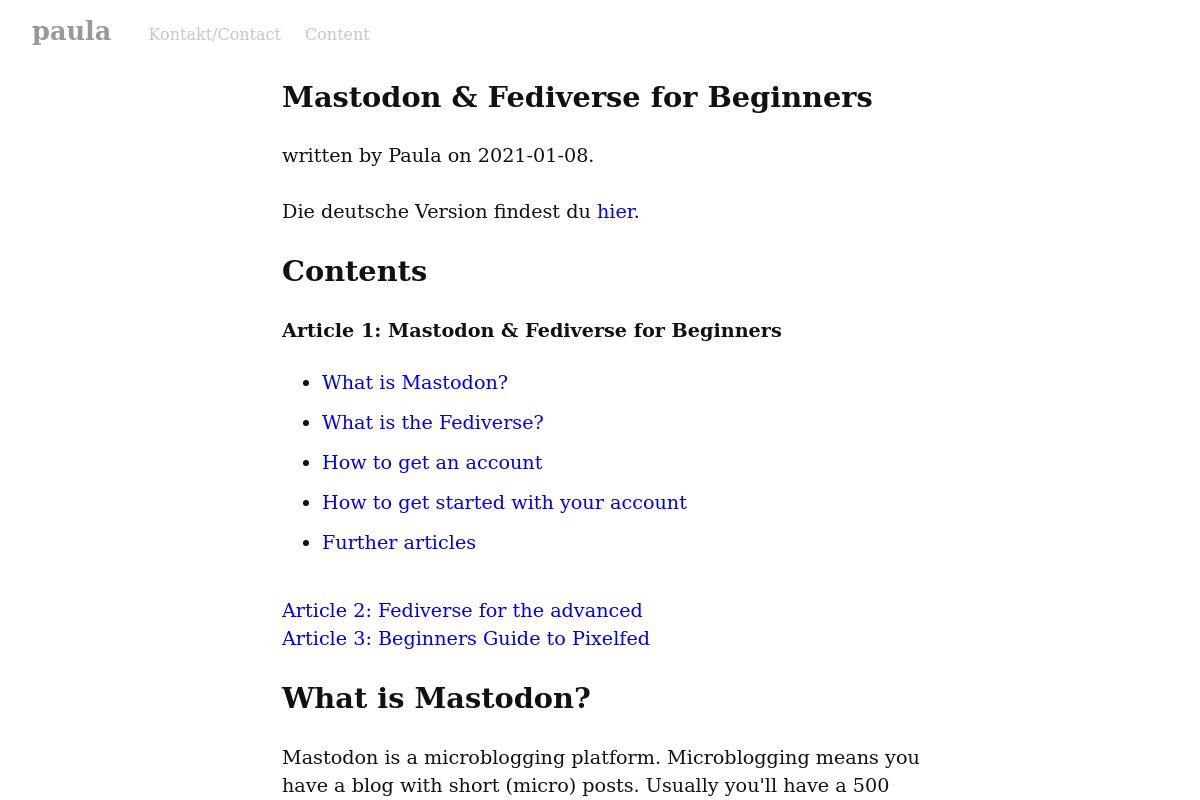 paula Kontakt/Contact Content
Mastodon & Fediverse for Beginners
written by Paula on 2021-01-08.
Die deutsche Version findest du hier.
Contents
Article 1: Mastodon & Fediverse for Beginners
What is Mastodon?
What is the Fediverse?
How to get an account
How to get started with your account
Further articles
Article 2: Fediverse for the advanced
Article 3: Beginners Guide to Pixelfed
What is Mastodon?
Mastodon is a microblogging platform. Microblogging means you
have a blog with short (micro) posts. Usually you'll have a 500